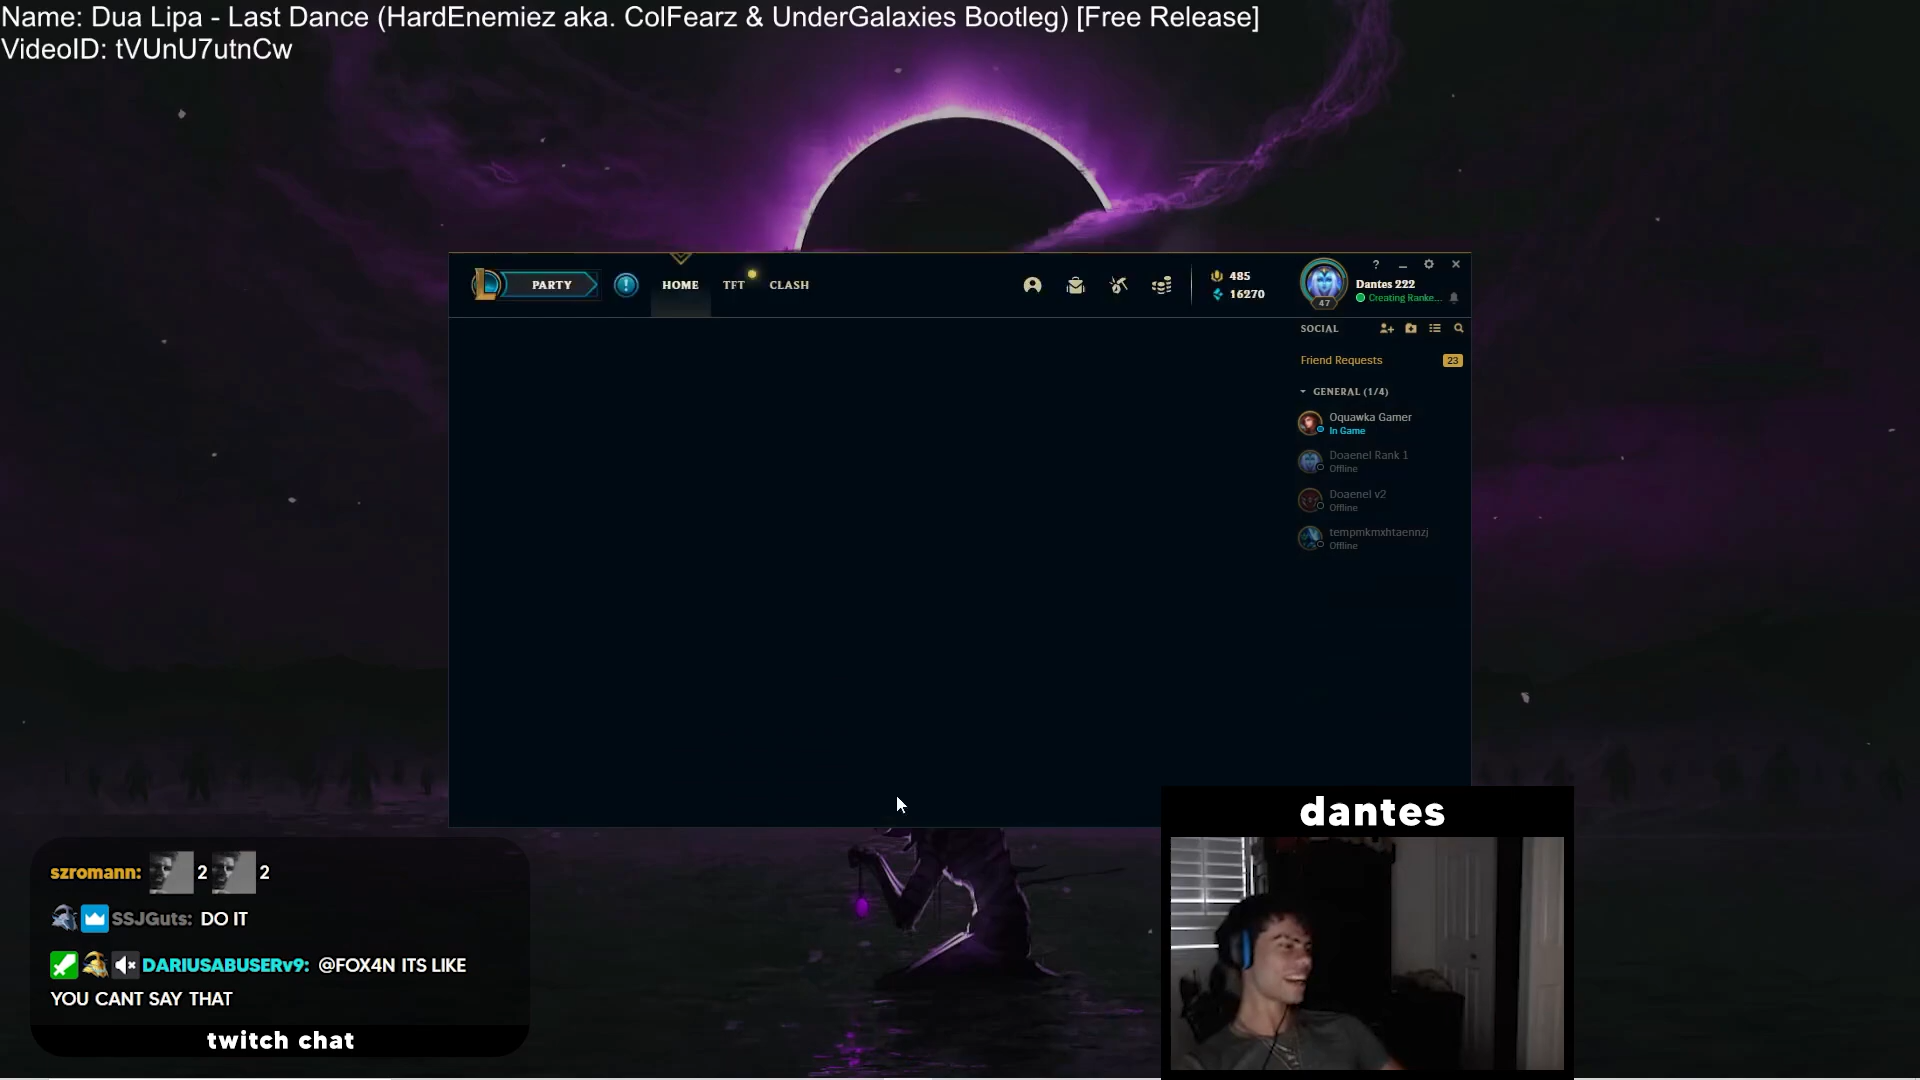 Name: Dua Lipa - Last Dance (HardEnemiez aka. ColFearz & UnderGalaxies Bootleg) [Free Release]
VideoID: tVUnU7utnCw
PARTY
HOME
TFT
CLASH
485
16270
47
?
Dantes 222
Creating Ranke...
SOCIAL
Friend Requests 23
GENERAL (1/4)
Oquawka Gamer
In Game
Doaenel Rank 1
Offline
Doaenel v2
Offline
tempmkmxhtaennzj
Offline
dantes
szromann: 2 2
SSJGuts: DO IT
DARIUSABUSERv9: @FOX4N ITS LIKE
YOU CANT SAY THAT
twitch chat